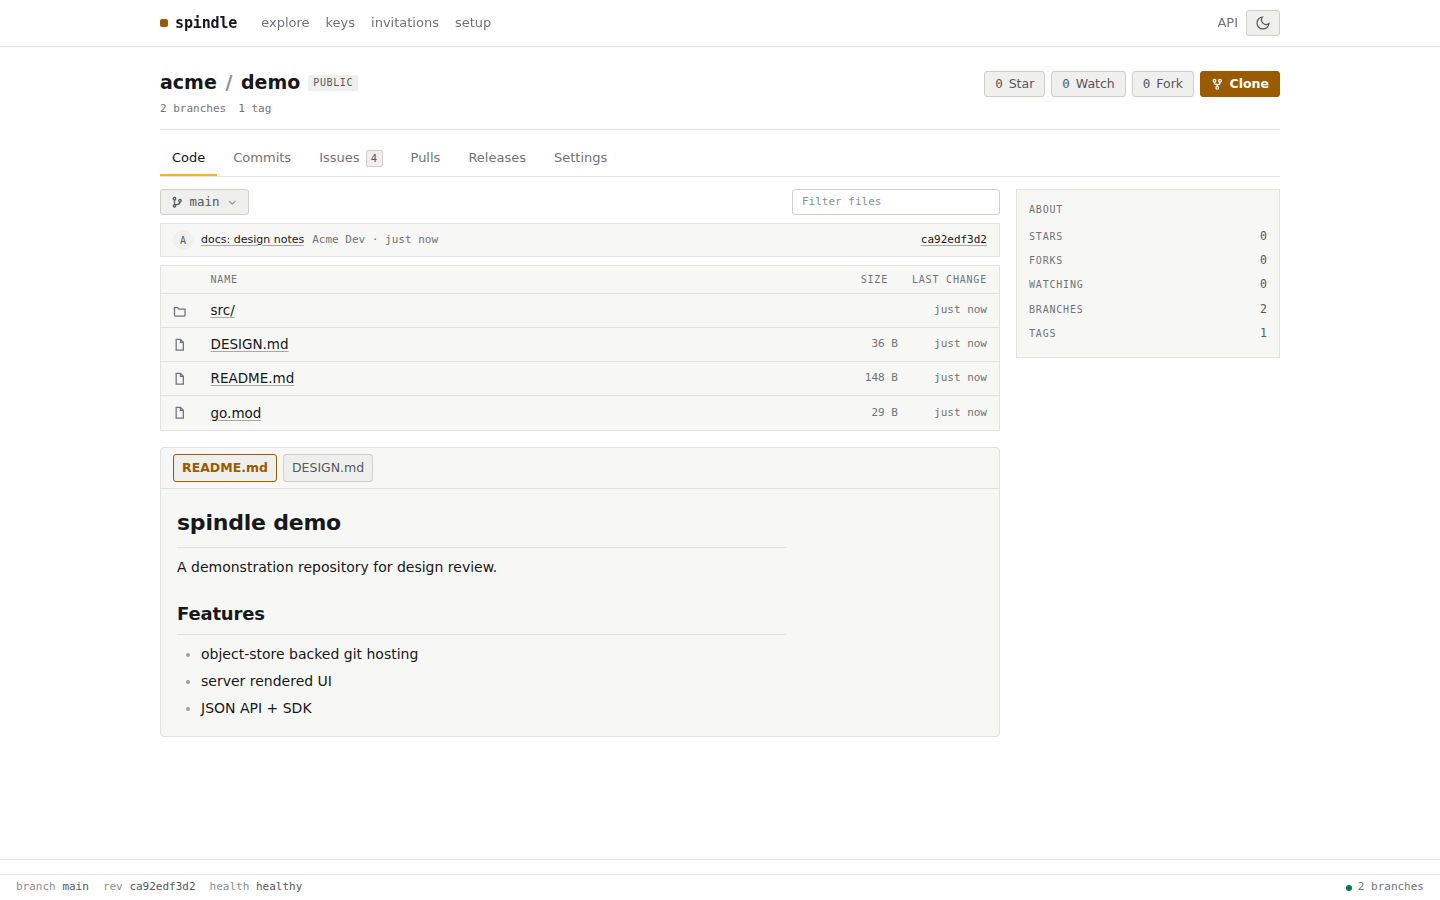 spindle explore keys invitations setup API
acme / demo PUBLIC
0 Star 0 Watch 0 Fork Clone
2 branches 1 tag
Code Commits Issues 4 Pulls Releases Settings
main Filter files
A docs: design notes Acme Dev · just now ca92edf3d2
NAME SIZE LAST CHANGE
src/ just now
DESIGN.md 36 B just now
README.md 148 B just now
go.mod 29 B just now
ABOUT
STARS 0
FORKS 0
WATCHING 0
BRANCHES 2
TAGS 1
README.md DESIGN.md
spindle demo
A demonstration repository for design review.
Features
• object-store backed git hosting
• server rendered UI
• JSON API + SDK
branch main rev ca92edf3d2 health healthy 2 branches